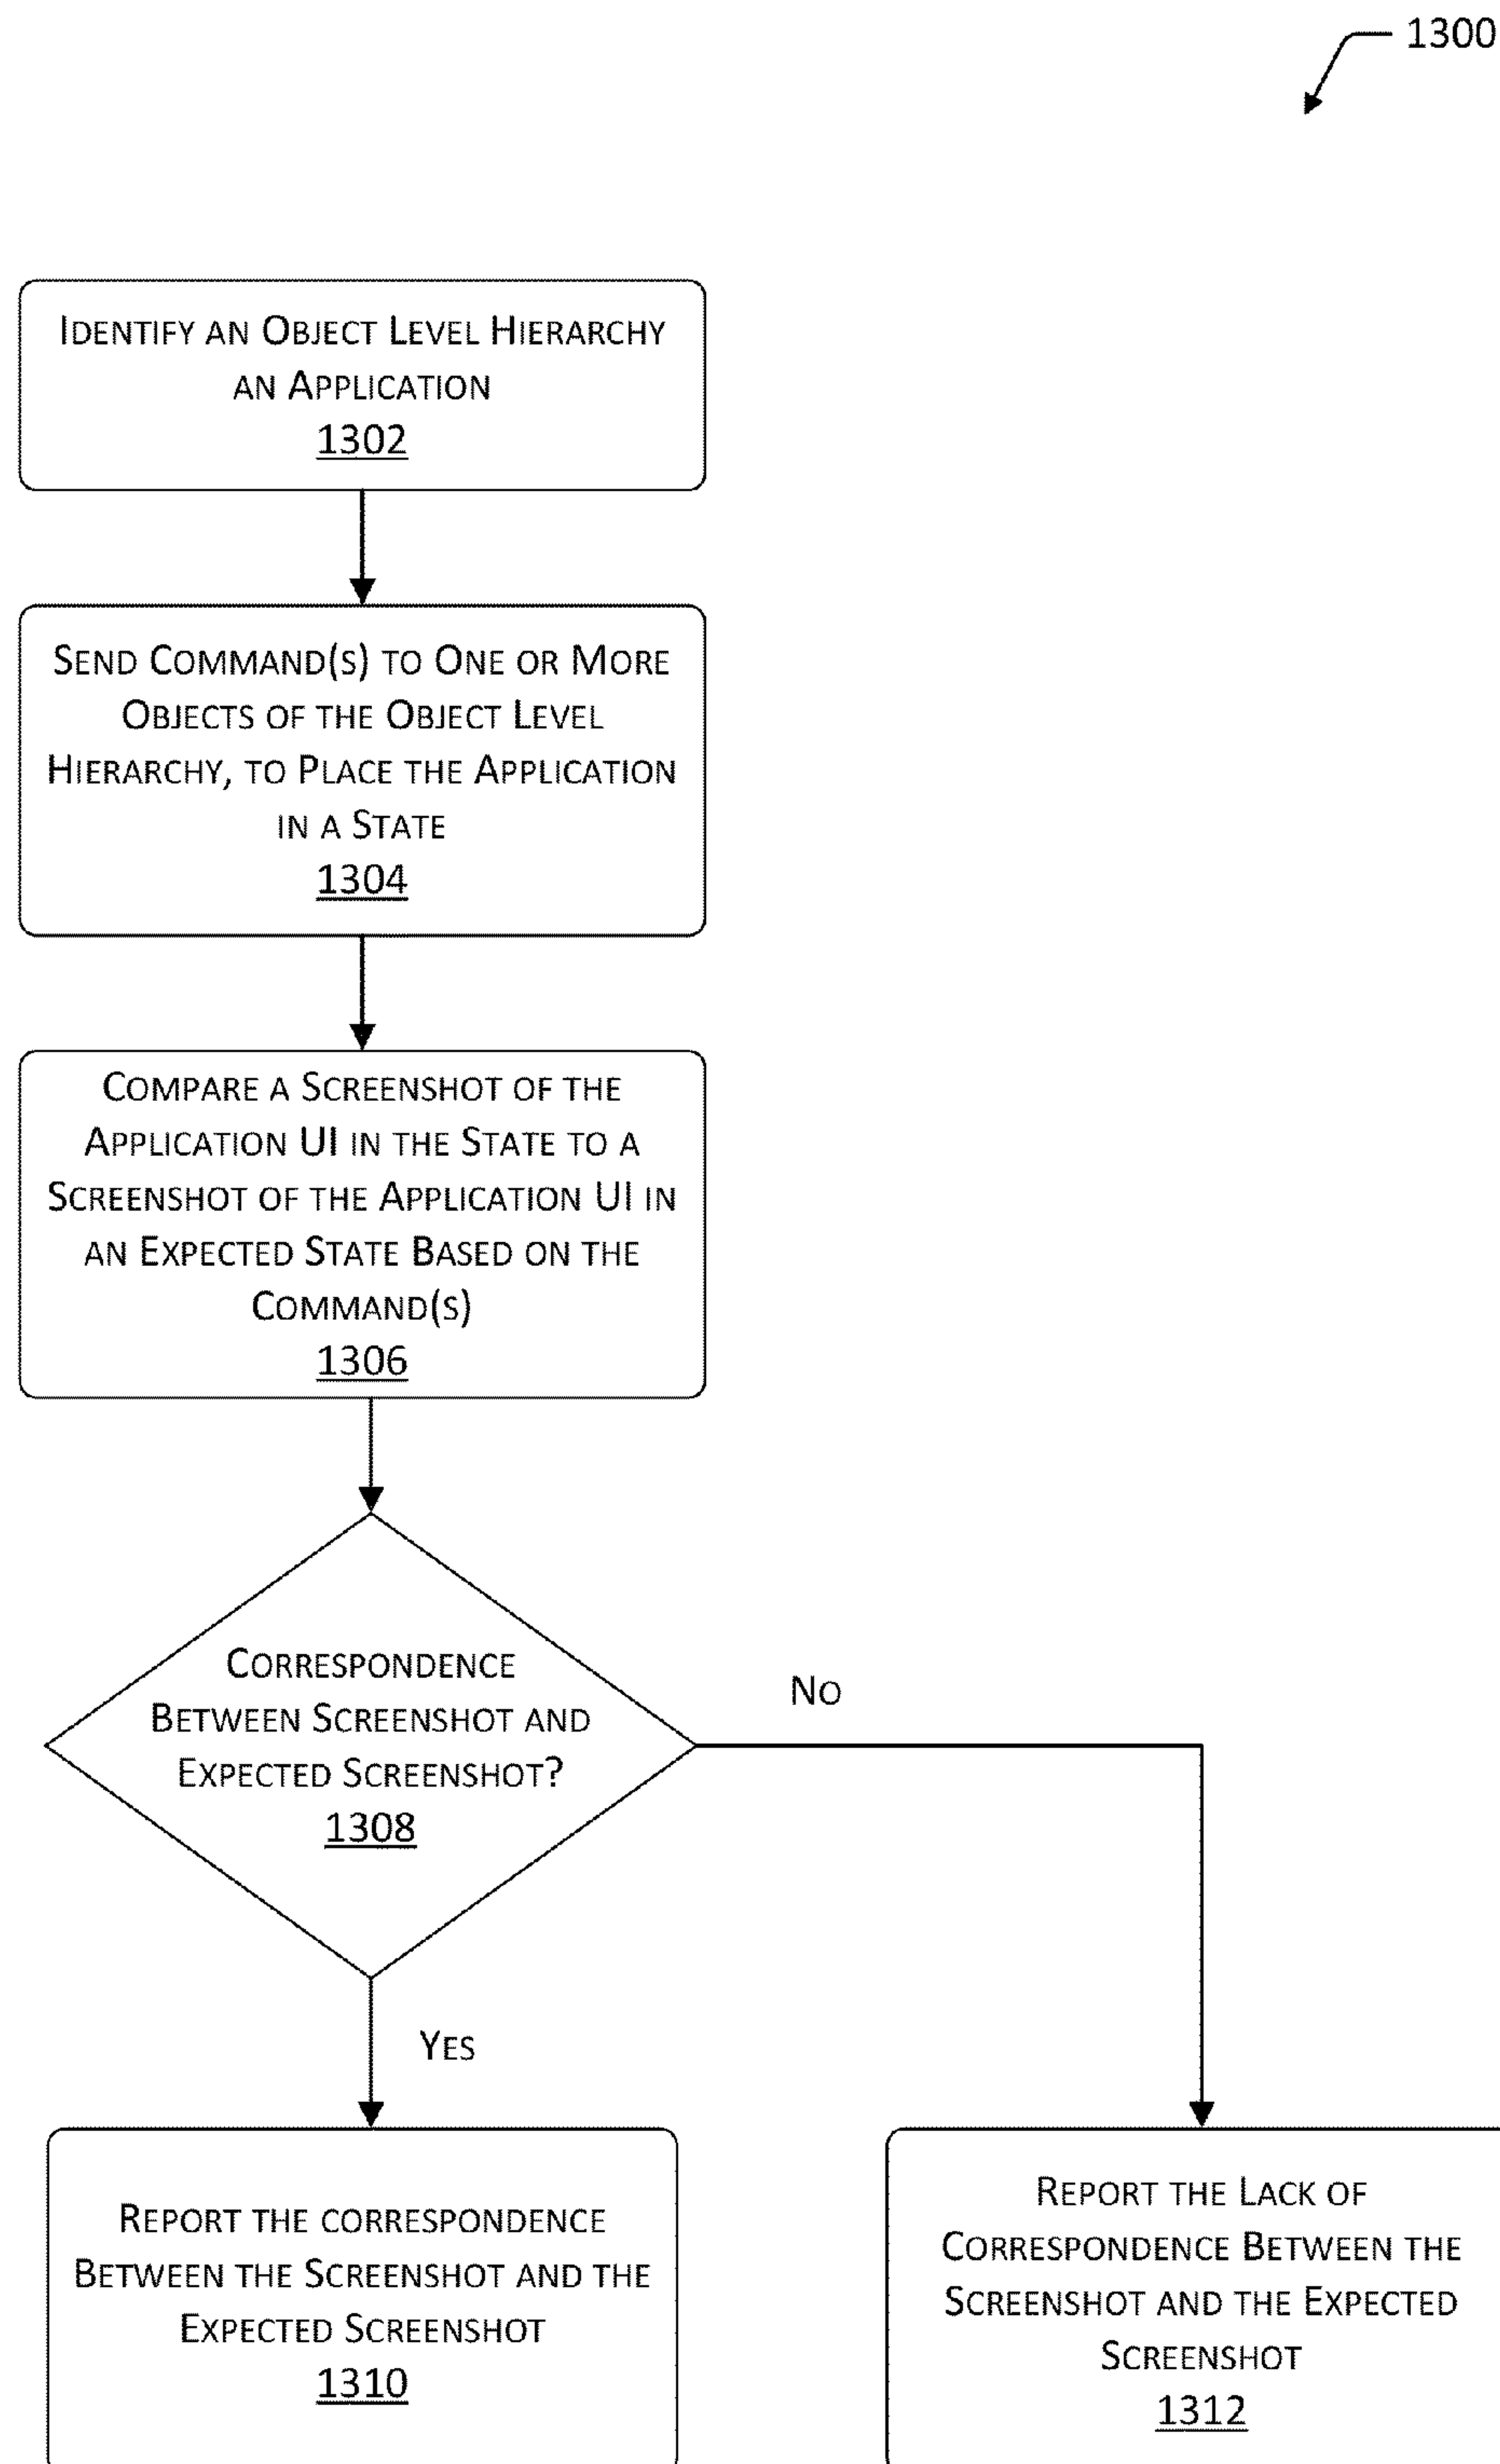 1300
Identify an Object Level Hierarchy
an Application
1302
Send Command(s) to One or More
Objects of the Object Level
Hierarchy, to Place the Application
in a State
1304
Compare a Screenshot of the
Application UI in the State to a
Screenshot of the Application UI in
an Expected State Based on the
Command(s)
1306
Correspondence
Between Screenshot and
Expected Screenshot?
1308
No
Yes
Report the correspondence
Between the Screenshot and the
Expected Screenshot
1310
Report the Lack of
Correspondence Between the
Screenshot and the Expected
Screenshot
1312